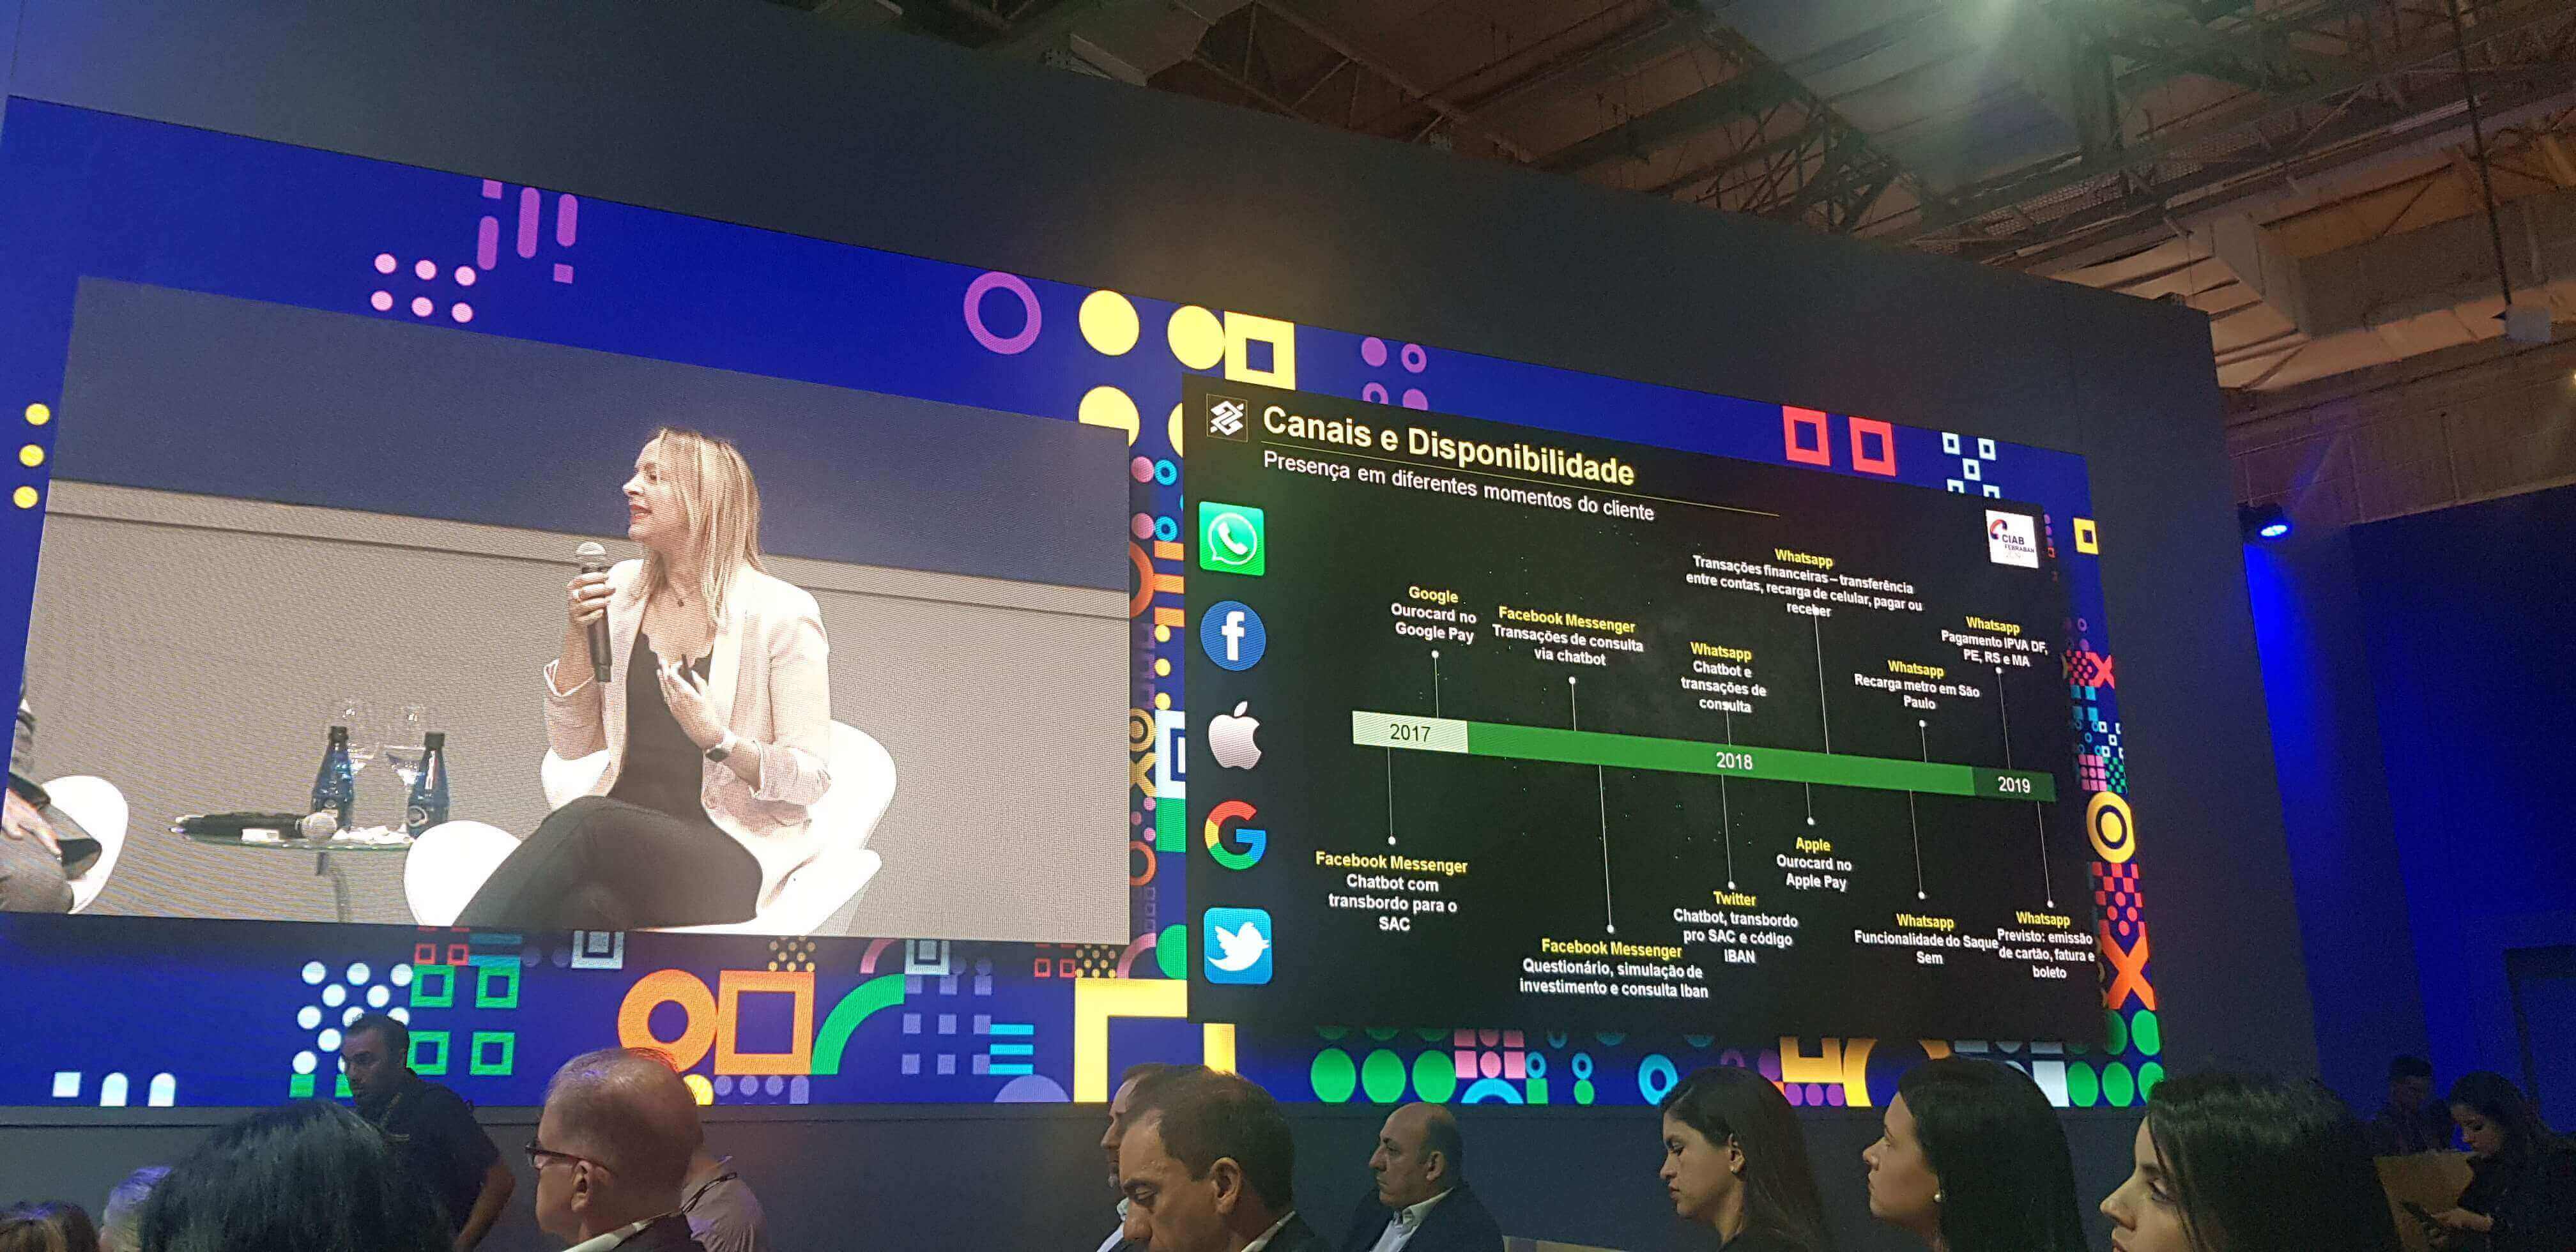 Canais e Disponibilidade
Presença em diferentes momentos do cliente
CIAB
FEBRABAN
Google
Ourocard no
Google Pay
Facebook Messenger
Transações de consulta
via chatbot
Whatsapp
Chatbot e
transações de
consulta
Whatsapp
Transações financeiras – transferência
entre contas, recarga de celular, pagar ou
receber
Whatsapp
Recarga metro em São
Paulo
Whatsapp
Pagamento IPVA DF,
PE, RS e MA
2017
2018
2019
Facebook Messenger
Chatbot com
transbordo para o
SAC
Facebook Messenger
Questionário, simulação de
investimento e consulta Iban
Twitter
Chatbot, transbordo
pro SAC e código
IBAN
Apple
Ourocard no
Apple Pay
Whatsapp
Funcionalidade do Saque
Sem
Whatsapp
Previsto: emissão
de cartão, fatura e
boleto